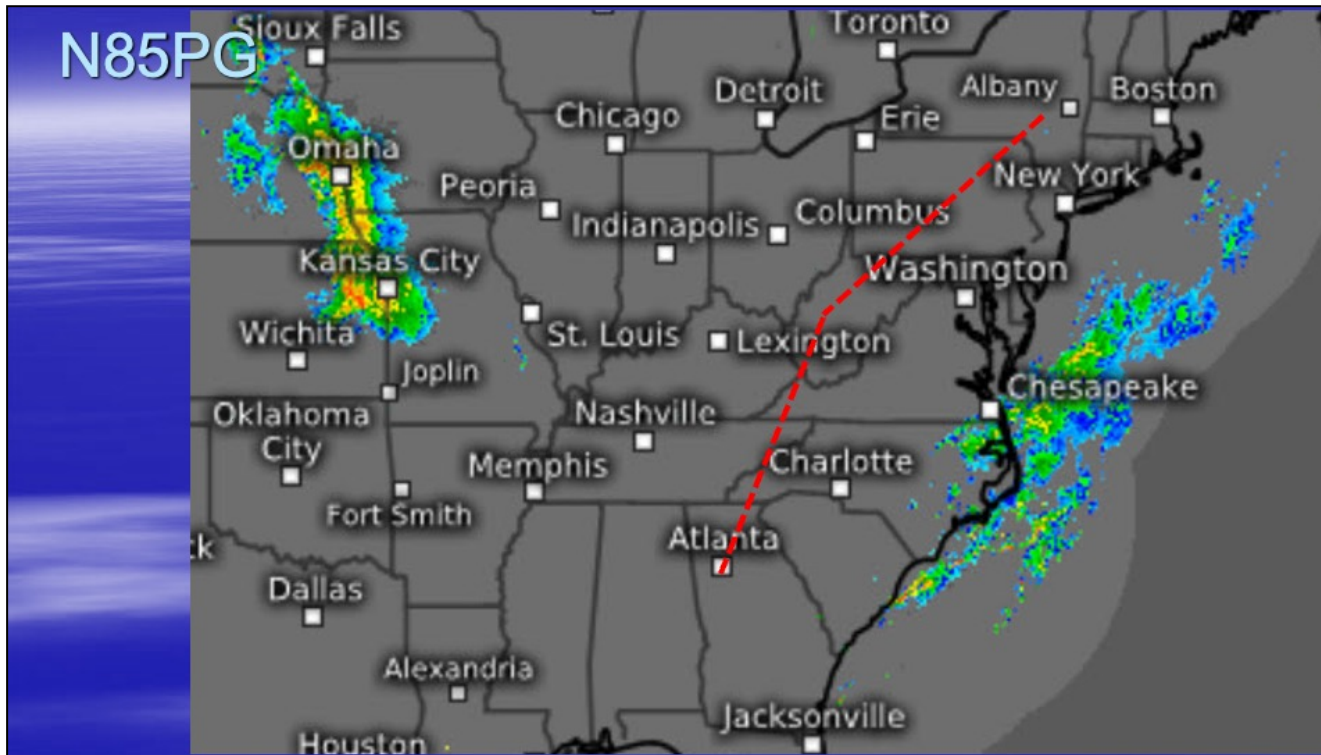 N85PG
Sioux Falls
Toronto
Albany
Boston
Detroit
Chicago
Erie
Omaha
Peoria
New York
Columbus
Indianapolis
Kansas City
Washington
Wichita
St. Louis
Lexington
Joplin
Chesapeake
Oklahoma
City
Nashville
Memphis
Charlotte
Fort Smith
Atlanta
ck
Dallas
Alexandria
Jacksonville
Houston